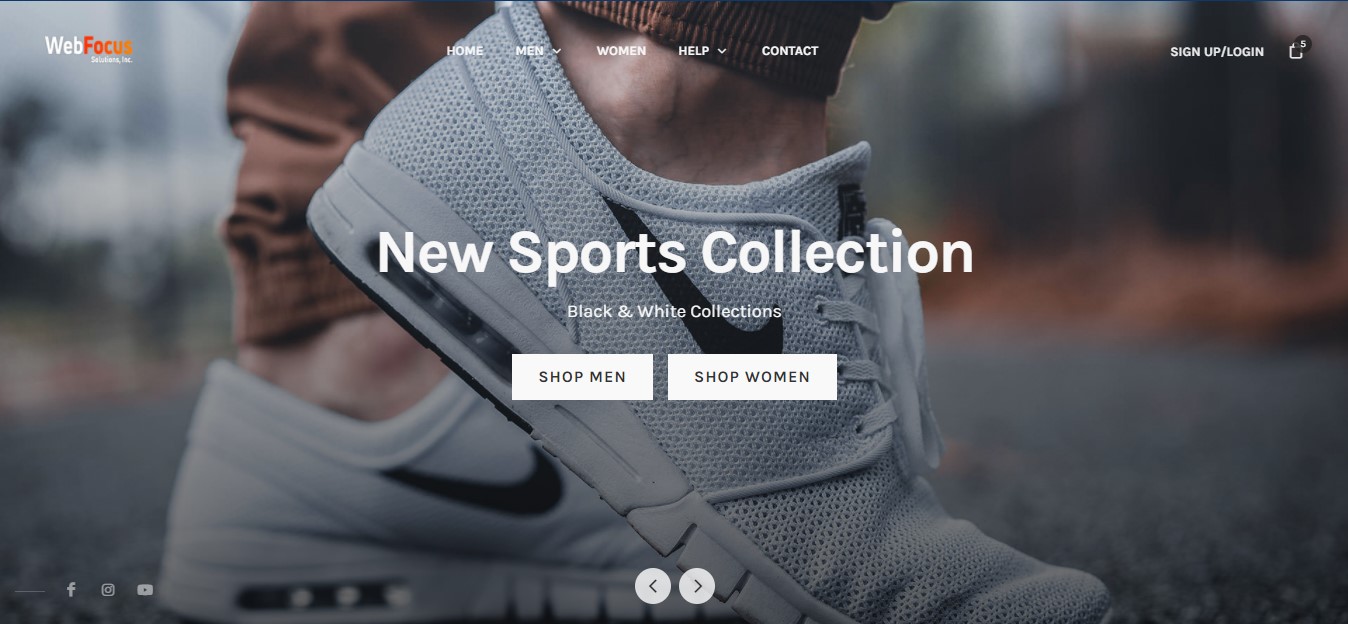 WebFocus
Solutions, Inc.
HOME MEN WOMEN HELP CONTACT
SIGN UP/LOGIN 5
New Sports Collection
Black & White Collections
SHOP MEN SHOP WOMEN